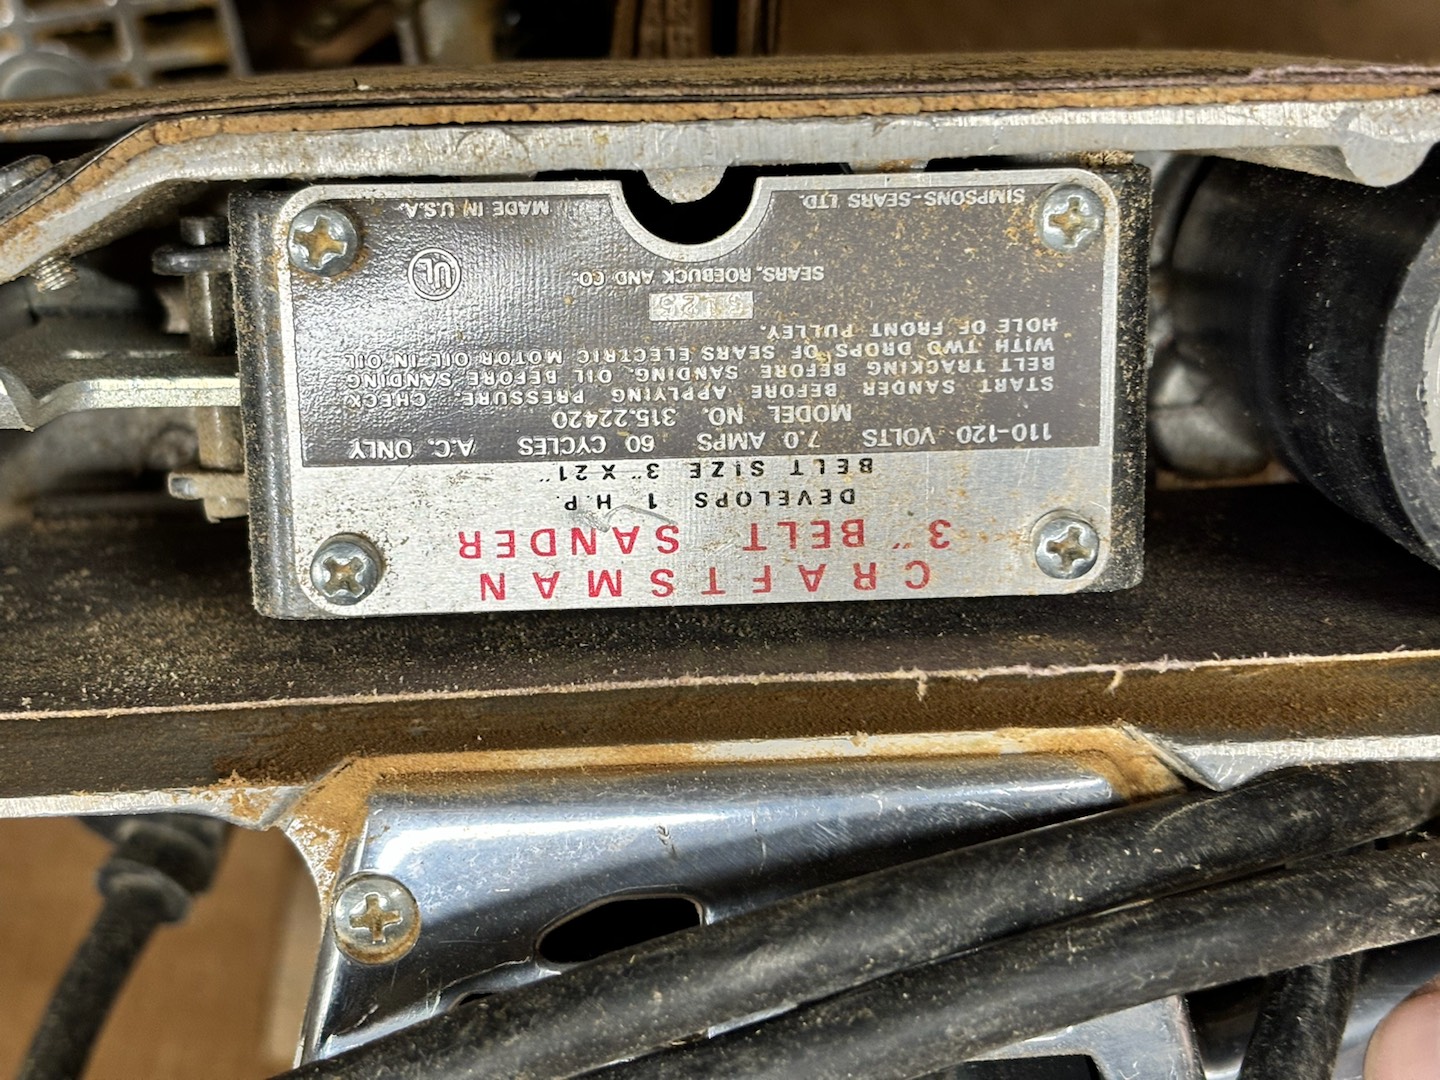 CRAFTSMAN
3" BELT SANDER
DEVELOPS 1 H.P.
BELT SIZE 3" X 21"
110-120 VOLTS 7.0 AMPS 60 CYCLES A.C. ONLY
MODEL NO. 315.22420
START SANDER BEFORE APPLYING PRESSURE. CHECK
BELT TRACKING BEFORE SANDING. OIL BEFORE SANDING
WITH TWO DROPS OF SEARS ELECTRIC MOTOR OIL IN OIL
HOLE OF FRONT PULLEY.
SEARS, ROEBUCK AND CO.
UL
SIMPSONS-SEARS LTD. MADE IN U.S.A.